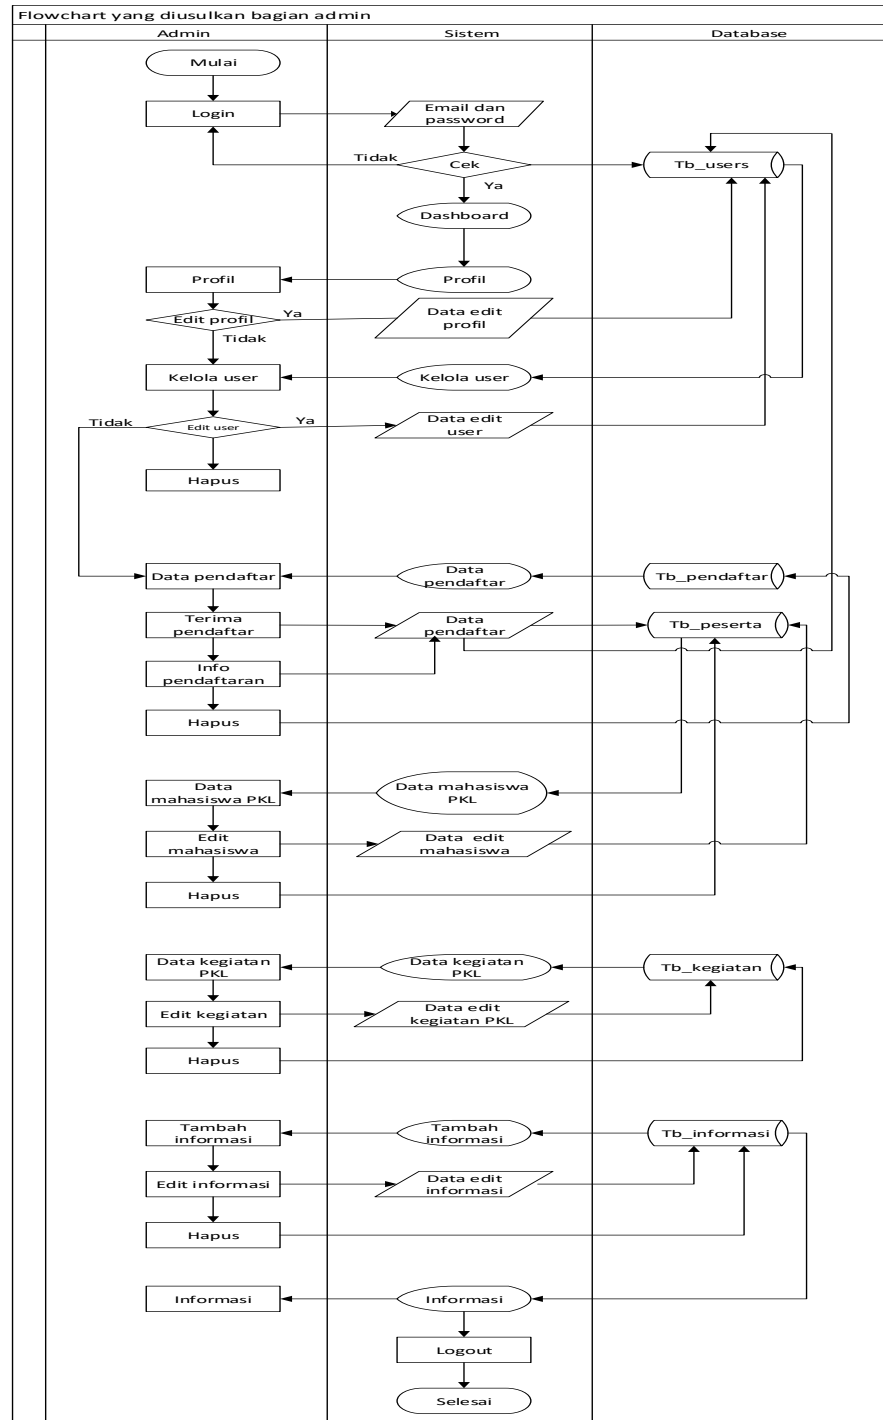 Flowchart yang diusulkan bagian admin
Admin
Sistem
Database
Mulai
Login
Email dan
password
Tidak
Cek
Tb_users
Ya
Dashboard
Profil
Profil
Edit profil
Ya
Data edit
profil
Tidak
Kelola user
Kelola user
Tidak
Edit user
Ya
Data edit
user
Hapus
Data pendaftar
Data
pendaftar
Tb_pendaftar
Terima
pendaftar
Data
pendaftar
Tb_peserta
Info
pendaftaran
Hapus
Data
mahasiswa PKL
Data mahasiswa
PKL
Edit
mahasiswa
Data edit
mahasiswa
Hapus
Data kegiatan
PKL
Data kegiatan
PKL
Tb_kegiatan
Edit kegiatan
Data edit
kegiatan PKL
Hapus
Tambah
informasi
Tambah
informasi
Tb_informasi
Edit informasi
Data edit
informasi
Hapus
Informasi
Informasi
Logout
Selesai